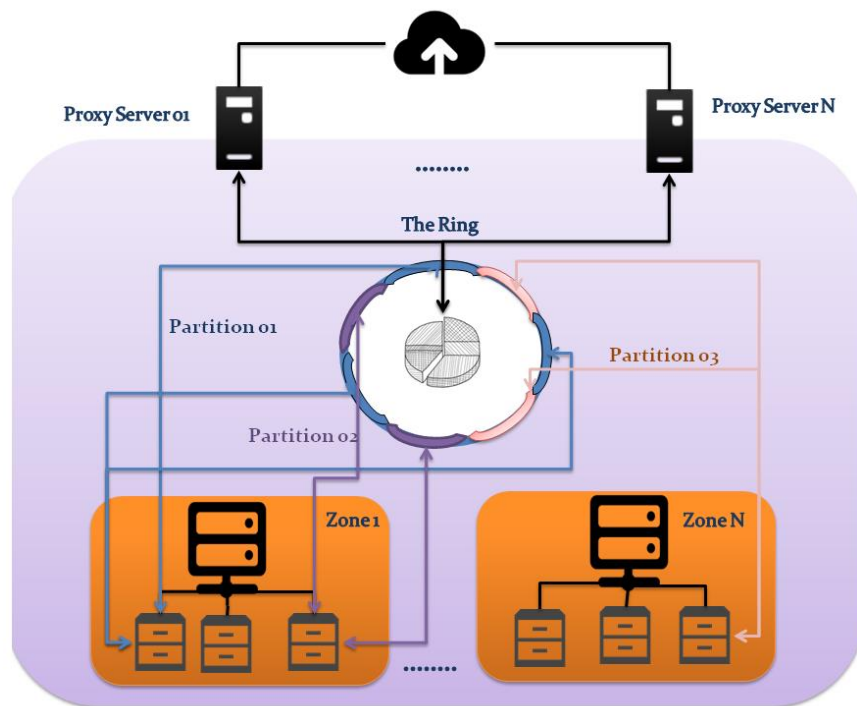 Proxy Server 01
Proxy Server N
........
The Ring
Partition 01
Partition 03
Partition 02
Zone 1
Zone N
........